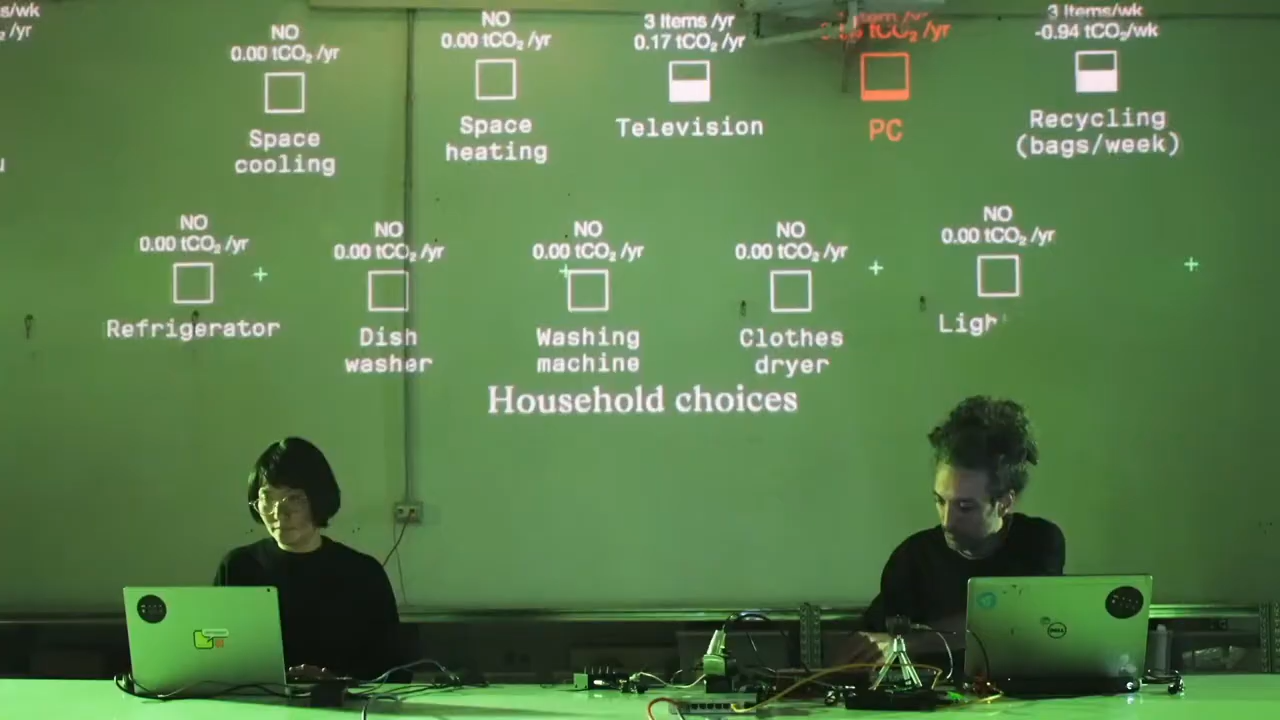 s/wk
/yr
NO
0.00 tCO₂ /yr
Space
cooling
NO
0.00 tCO₂ /yr
Space
heating
3 Items /yr
0.17 tCO₂ /yr
Television
tCO₂ /yr
PC
3 Items/wk
-0.94 tCO₂/wk
Recycling
(bags/week)
NO
0.00 tCO₂ /yr
Refrigerator
NO
0.00 tCO₂ /yr
Dish
washer
NO
0.00 tCO₂ /yr
Washing
machine
NO
0.00 tCO₂ /yr
Clothes
dryer
NO
0.00 tCO₂ /yr
Ligh
Household choices
DELL